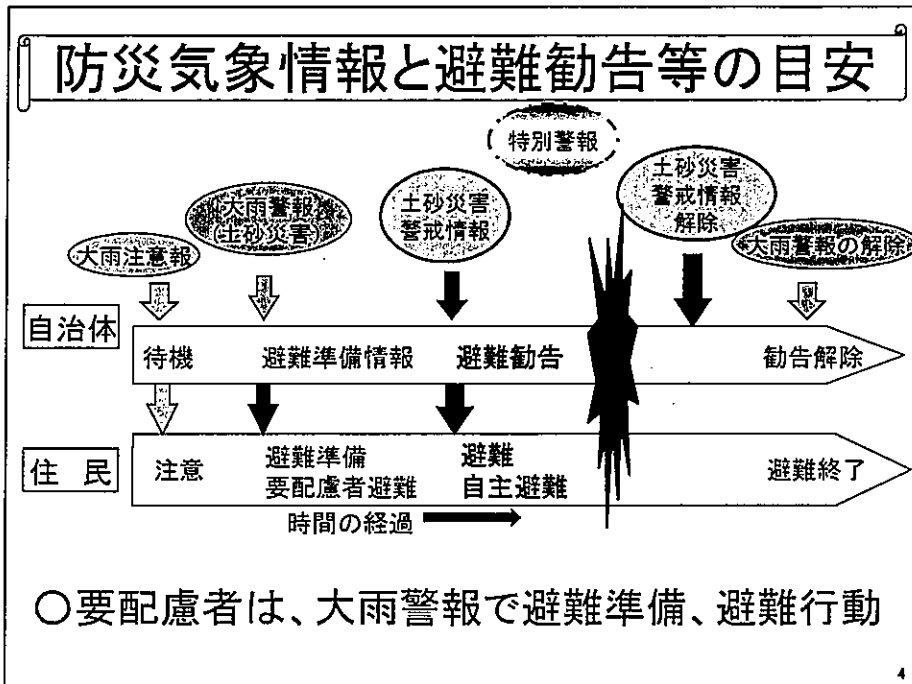 防災気象情報と避難勧告等の目安
特別警報
大雨注意報
大雨警報
(土砂災害)
土砂災害
警戒情報
土砂災害
警戒情報
解除
大雨警報の解除
自治体
待機
避難準備情報
避難勧告
勧告解除
住 民
注意
避難準備
要配慮者避難
避難
自主避難
避難終了
時間の経過
○要配慮者は、大雨警報で避難準備、避難行動
4